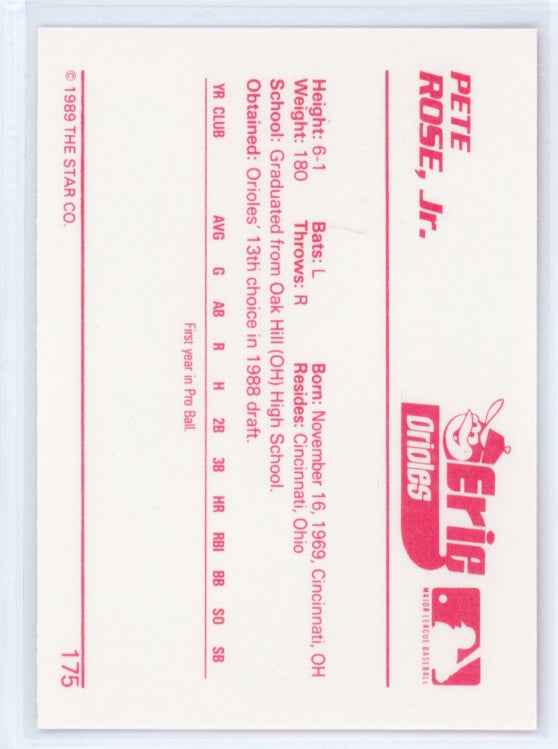 PETE
ROSE, Jr.
Erie
Orioles
MAJOR LEAGUE BASEBALL
Height: 6-1 Bats: L Born: November 16, 1969, Cincinnati, OH
Weight: 180 Throws: R Resides: Cincinnati, Ohio
School: Graduated from Oak Hill (OH) High School.
Obtained: Orioles' 13th choice in 1988 draft.
YR CLUB AVG G AB R H 2B 3B HR RBI BB SO SB
First year in Pro Ball.
© 1989 THE STAR CO. 175